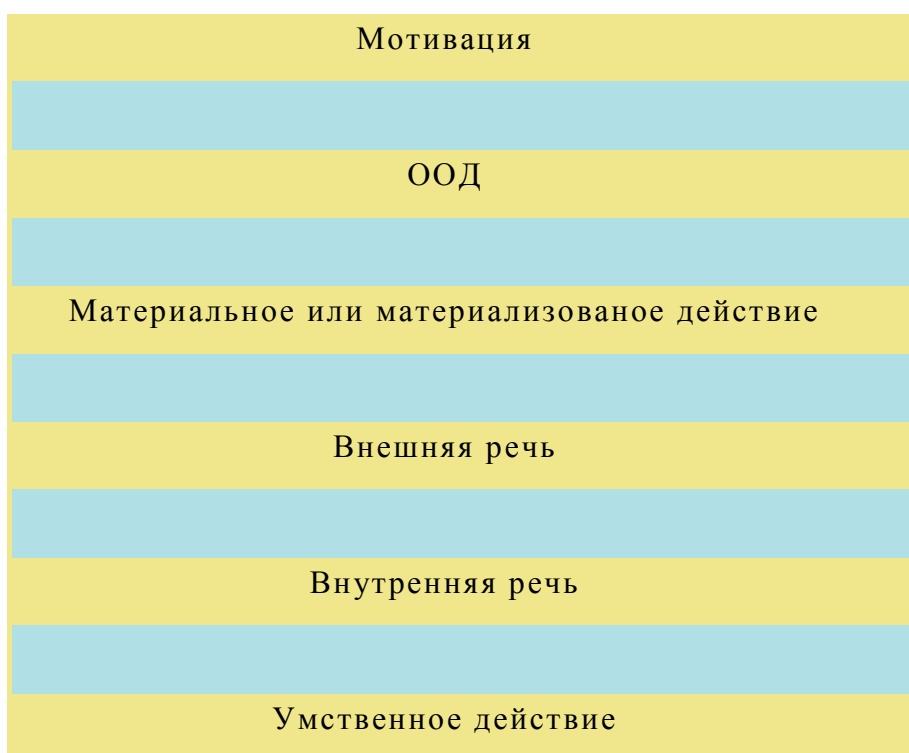 Мотивация
ООД
Материальное или материализованое действие
Внешняя речь
Внутренняя речь
Умственное действие